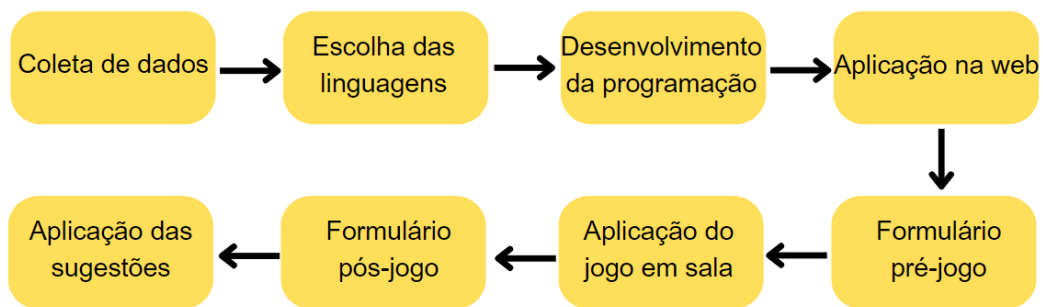 Coleta de dados
Escolha das
linguagens
Desenvolvimento
da programação
Aplicação na web
Formulário
pré-jogo
Aplicação do
jogo em sala
Formulário
pós-jogo
Aplicação das
sugestões